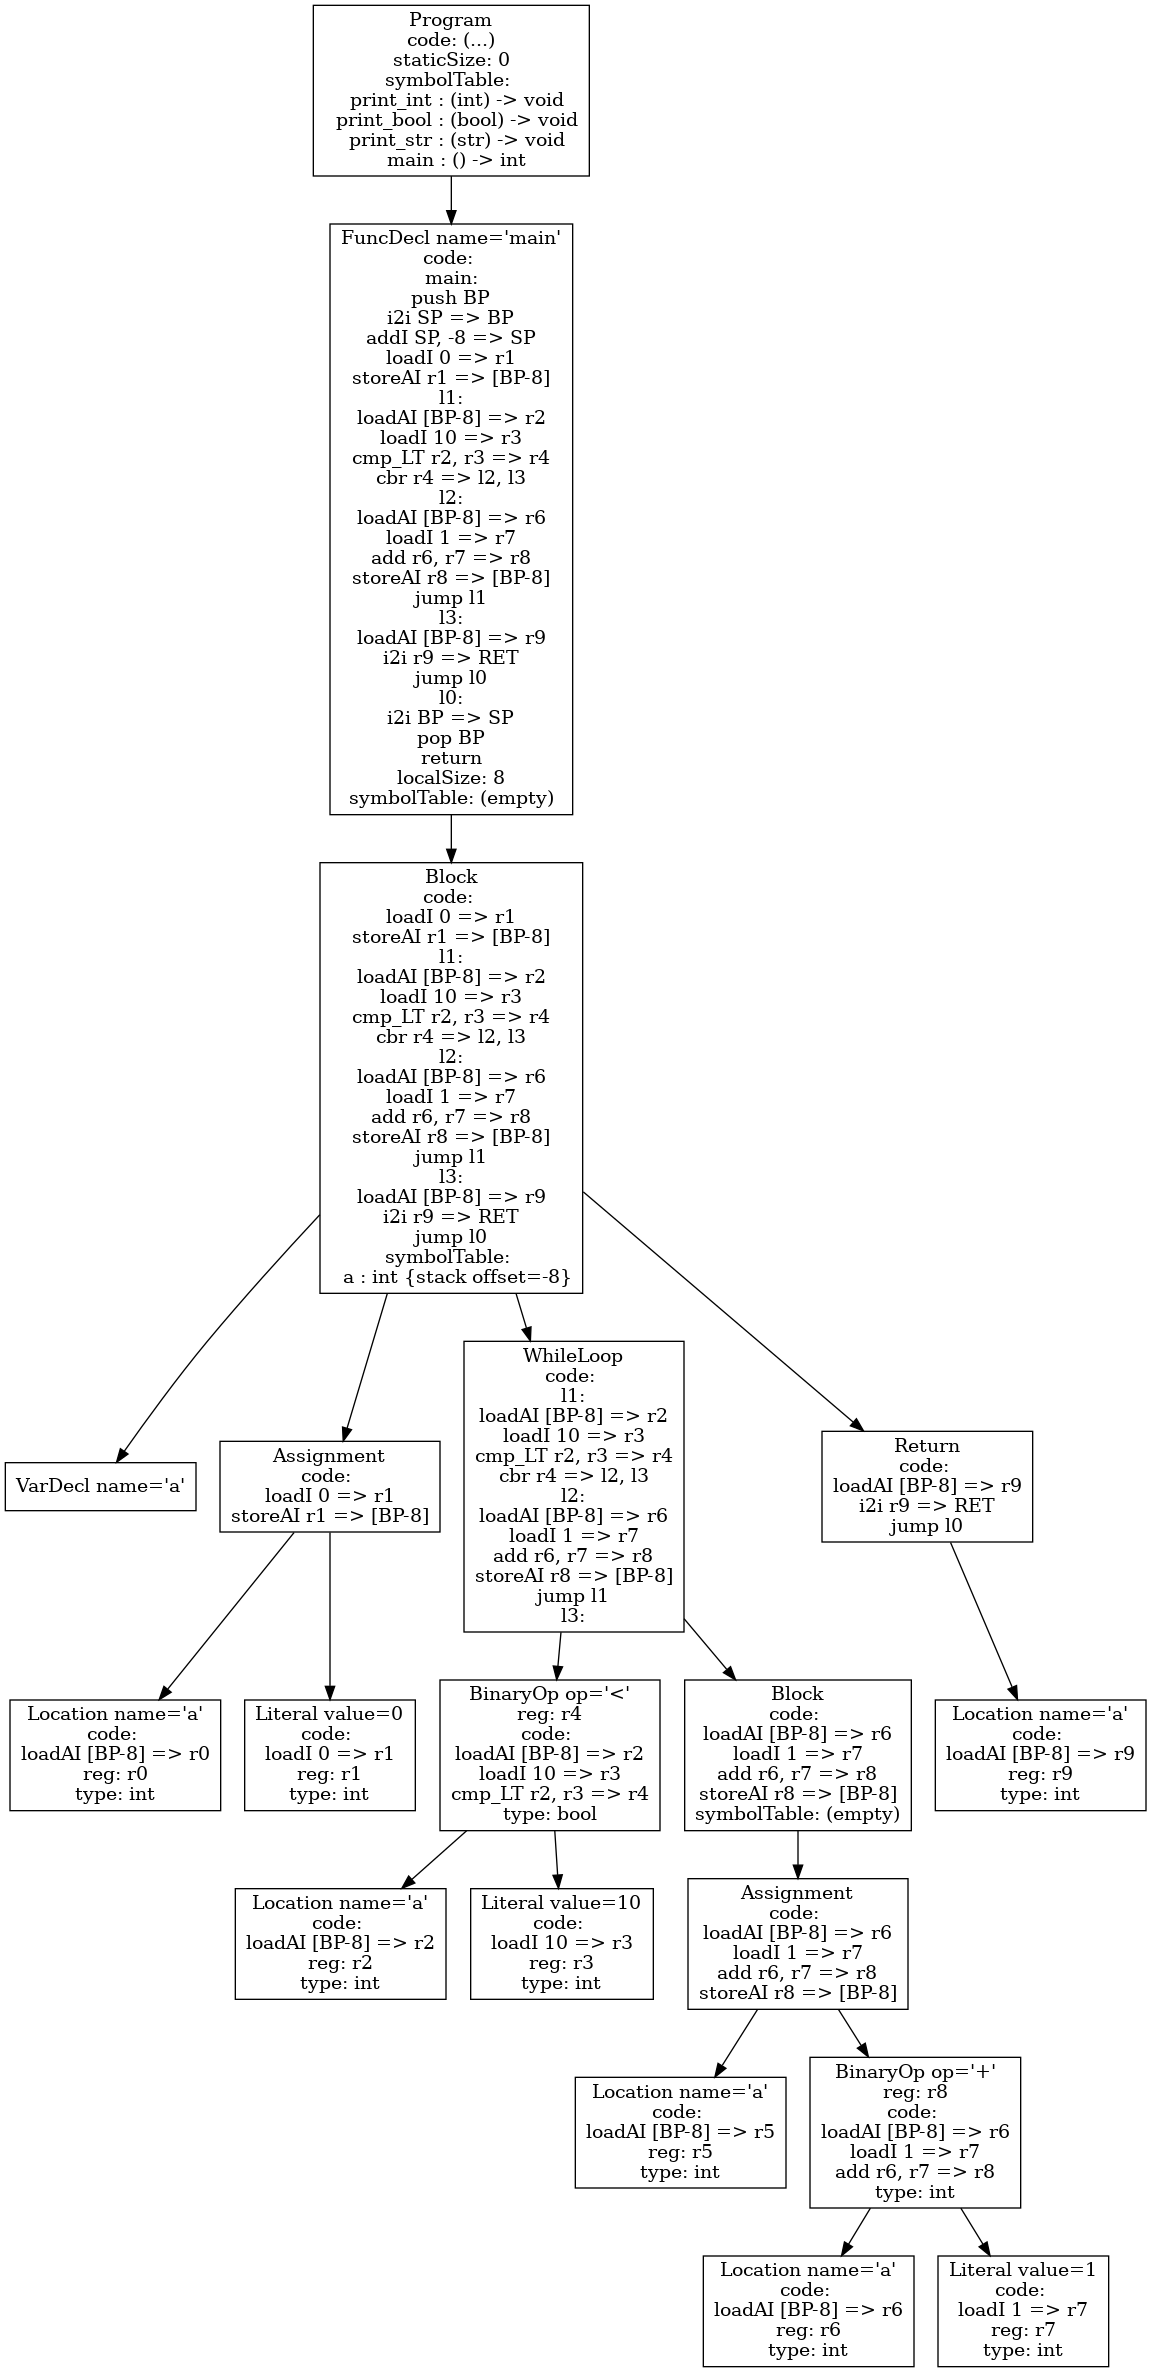 Program
code: (...)
staticSize: 0
symbolTable:
print_int : (int) -> void
print_bool : (bool) -> void
print_str : (str) -> void
main : () -> int
FuncDecl name='main'
code:
main:
push BP
i2i SP => BP
addI SP, -8 => SP
loadI 0 => r1
storeAI r1 => [BP-8]
l1:
loadAI [BP-8] => r2
loadI 10 => r3
cmp_LT r2, r3 => r4
cbr r4 => l2, l3
l2:
loadAI [BP-8] => r6
loadI 1 => r7
add r6, r7 => r8
storeAI r8 => [BP-8]
jump l1
l3:
loadAI [BP-8] => r9
i2i r9 => RET
jump l0
l0:
i2i BP => SP
pop BP
return
localSize: 8
symbolTable: (empty)
Block
code:
loadI 0 => r1
storeAI r1 => [BP-8]
l1:
loadAI [BP-8] => r2
loadI 10 => r3
cmp_LT r2, r3 => r4
cbr r4 => l2, l3
l2:
loadAI [BP-8] => r6
loadI 1 => r7
add r6, r7 => r8
storeAI r8 => [BP-8]
jump l1
l3:
loadAI [BP-8] => r9
i2i r9 => RET
jump l0
symbolTable:
a : int {stack offset=-8}
VarDecl name='a'
Assignment
code:
loadI 0 => r1
storeAI r1 => [BP-8]
WhileLoop
code:
l1:
loadAI [BP-8] => r2
loadI 10 => r3
cmp_LT r2, r3 => r4
cbr r4 => l2, l3
l2:
loadAI [BP-8] => r6
loadI 1 => r7
add r6, r7 => r8
storeAI r8 => [BP-8]
jump l1
l3:
Return
code:
loadAI [BP-8] => r9
i2i r9 => RET
jump l0
Location name='a'
code:
loadAI [BP-8] => r0
reg: r0
type: int
Literal value=0
code:
loadI 0 => r1
reg: r1
type: int
BinaryOp op='<'
reg: r4
code:
loadAI [BP-8] => r2
loadI 10 => r3
cmp_LT r2, r3 => r4
type: bool
Block
code:
loadAI [BP-8] => r6
loadI 1 => r7
add r6, r7 => r8
storeAI r8 => [BP-8]
symbolTable: (empty)
Location name='a'
code:
loadAI [BP-8] => r9
reg: r9
type: int
Location name='a'
code:
loadAI [BP-8] => r2
reg: r2
type: int
Literal value=10
code:
loadI 10 => r3
reg: r3
type: int
Assignment
code:
loadAI [BP-8] => r6
loadI 1 => r7
add r6, r7 => r8
storeAI r8 => [BP-8]
Location name='a'
code:
loadAI [BP-8] => r5
reg: r5
type: int
BinaryOp op='+'
reg: r8
code:
loadAI [BP-8] => r6
loadI 1 => r7
add r6, r7 => r8
type: int
Location name='a'
code:
loadAI [BP-8] => r6
reg: r6
type: int
Literal value=1
code:
loadI 1 => r7
reg: r7
type: int